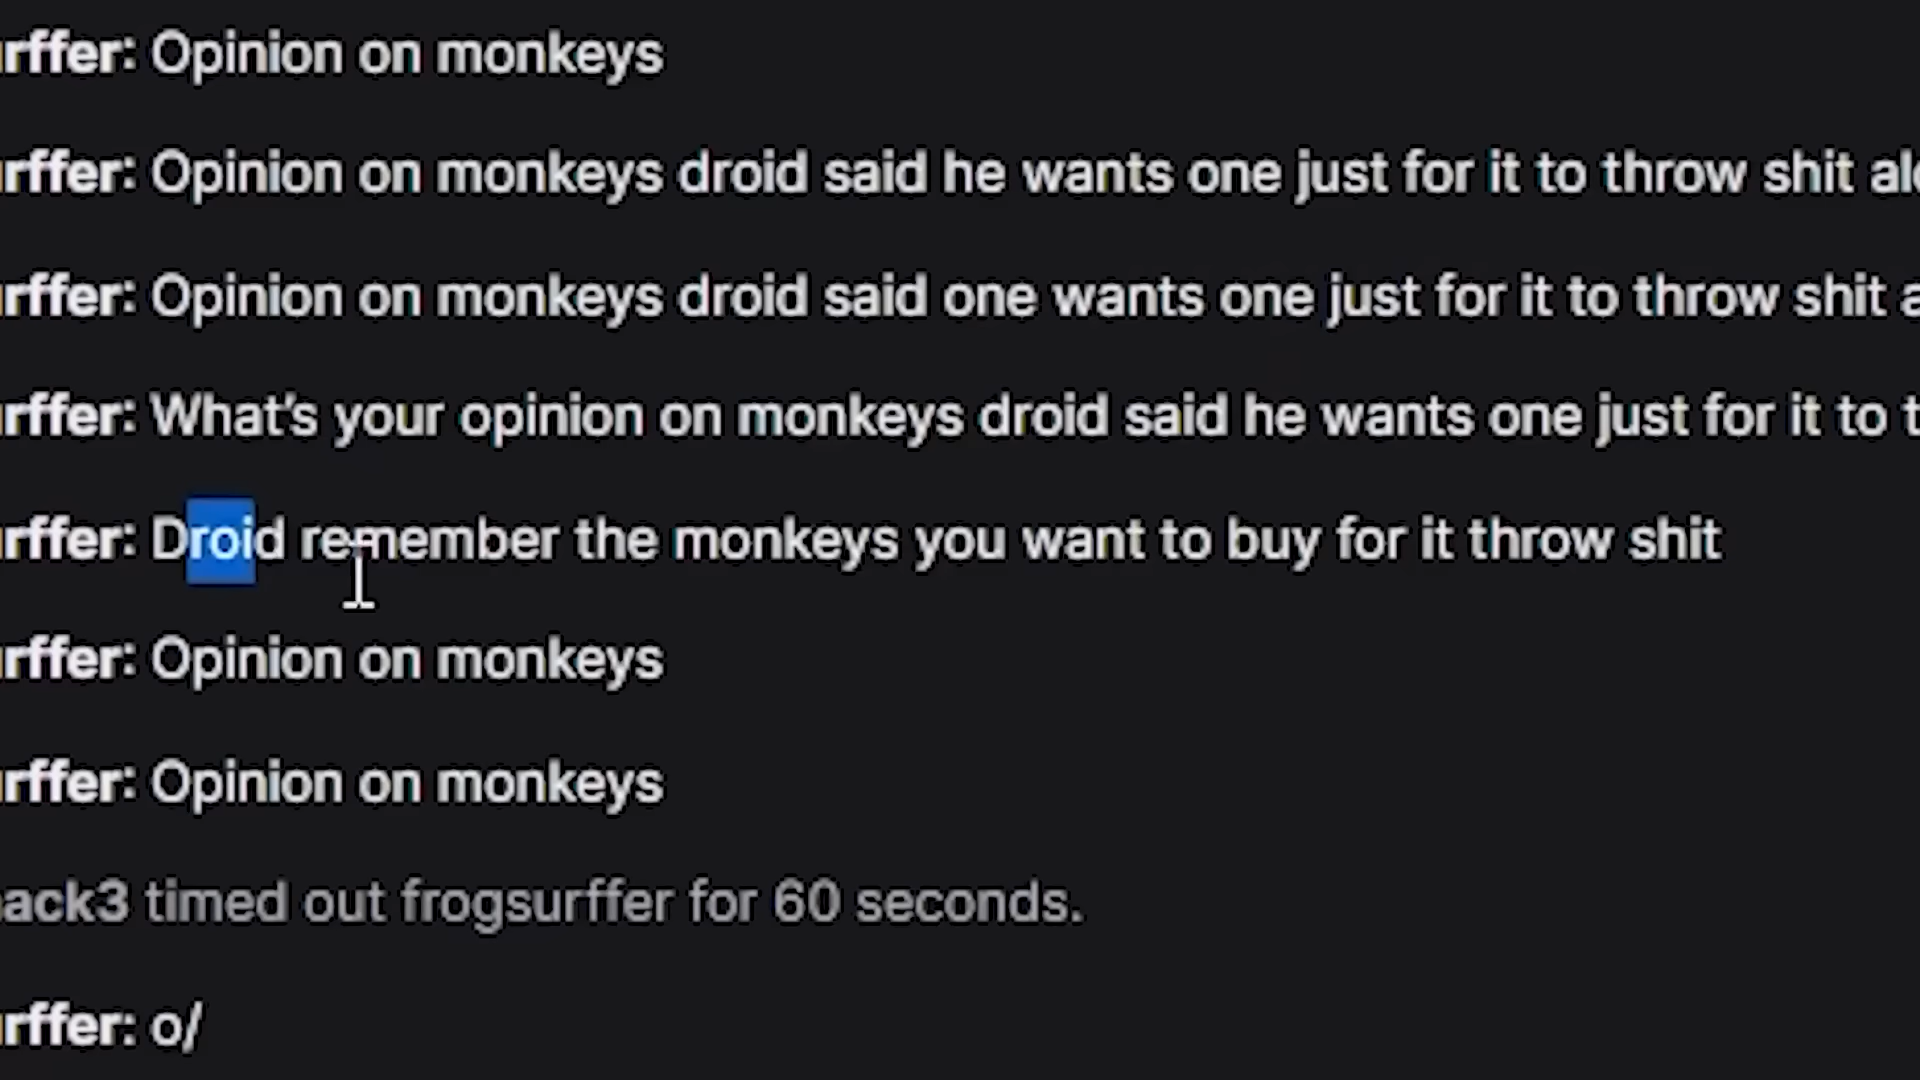 rffer: Opinion on monkeys
rffer: Opinion on monkeys droid said he wants one just for it to throw shit
rffer: Opinion on monkeys droid said one wants one just for it to throw shit
rffer: What's your opinion on monkeys droid said he wants one just for it to
rffer: Droid remember the monkeys you want to buy for it throw shit
rffer: Opinion on monkeys
rffer: Opinion on monkeys
ack3 timed out frogsurffer for 60 seconds.
rffer: o/